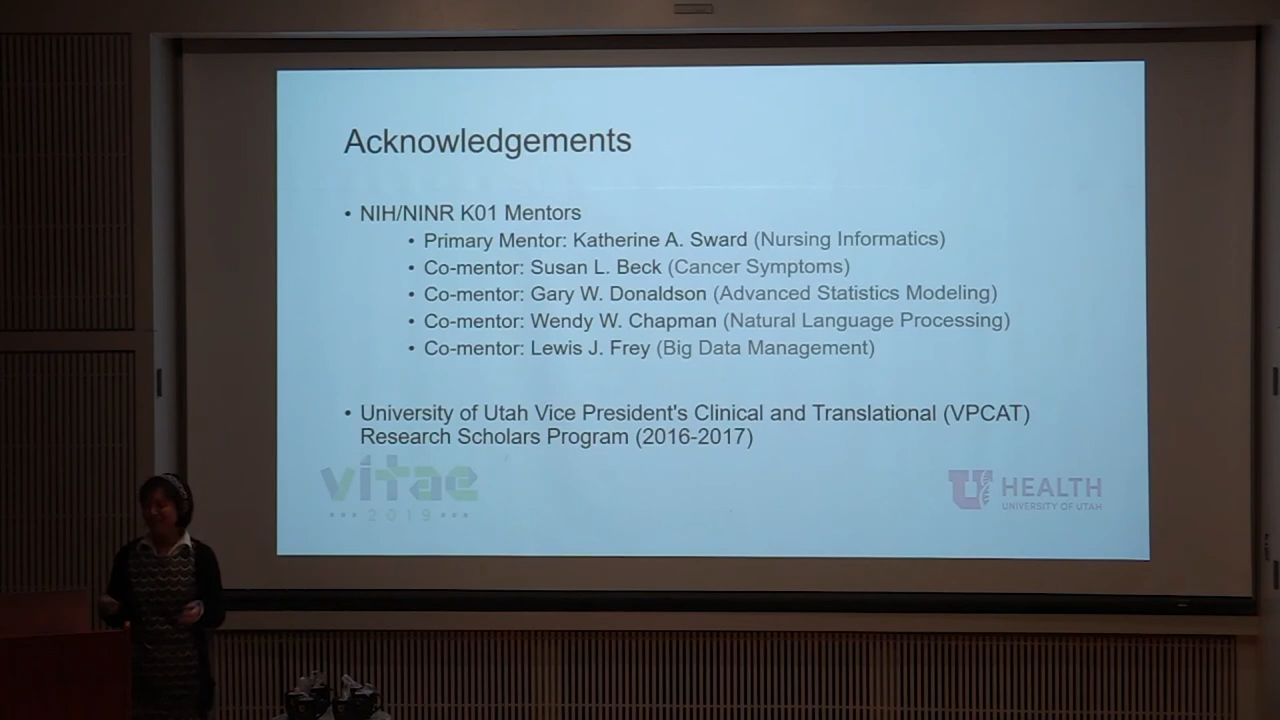 Acknowledgements
• NIH/NINR K01 Mentors
• Primary Mentor: Katherine A. Sward (Nursing Informatics)
• Co-mentor: Susan L. Beck (Cancer Symptoms)
• Co-mentor: Gary W. Donaldson (Advanced Statistics Modeling)
• Co-mentor: Wendy W. Chapman (Natural Language Processing)
• Co-mentor: Lewis J. Frey (Big Data Management)
• University of Utah Vice President's Clinical and Translational (VPCAT)
Research Scholars Program (2016-2017)
vitae
••• 2019 •••
U HEALTH
UNIVERSITY OF UTAH